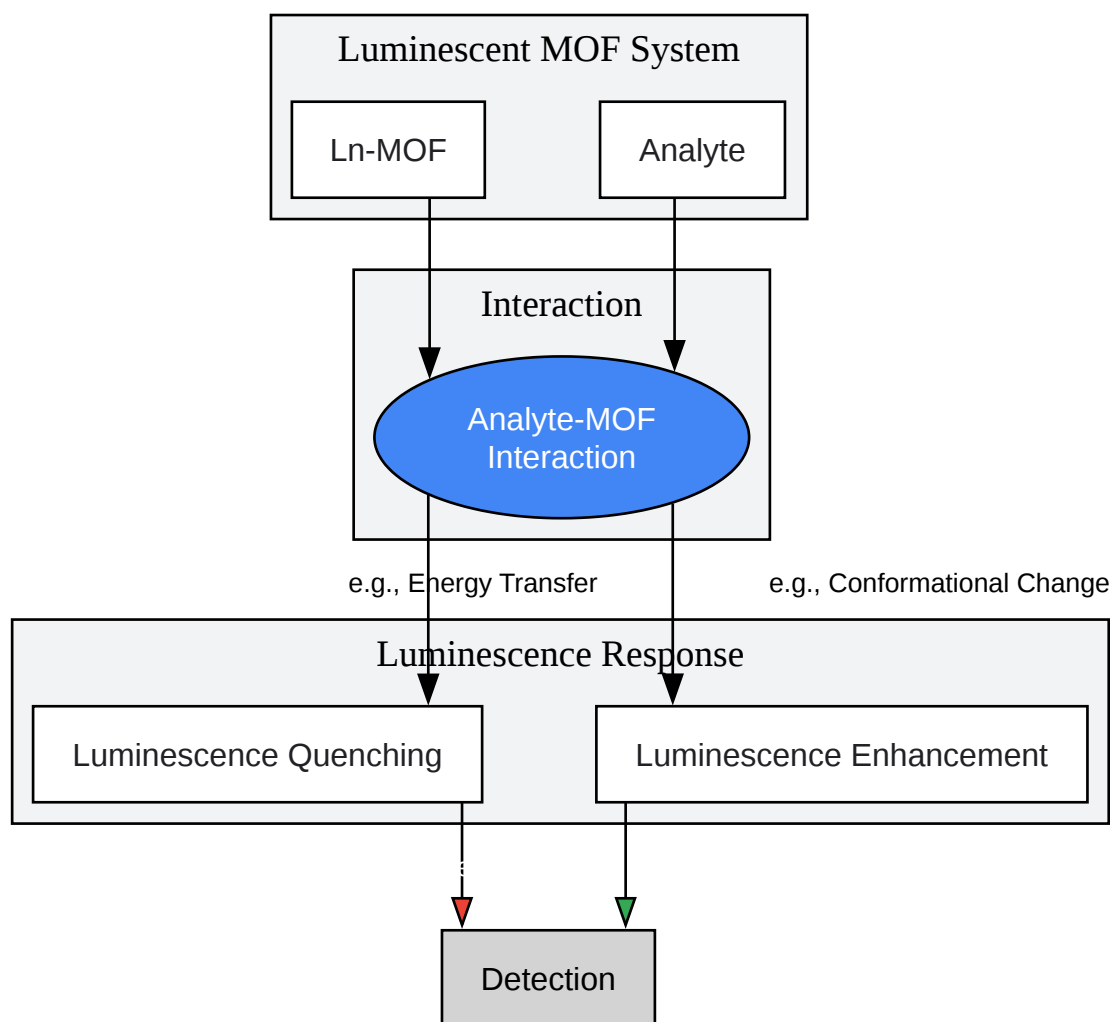 Luminescent MOF System
Ln-MOF
Analyte
Interaction
Analyte-MOF
Interaction
e.g., Energy Transfer
e.g., Conformational Change
Luminescence Response
Luminescence Quenching
Luminescence Enhancement
Detection